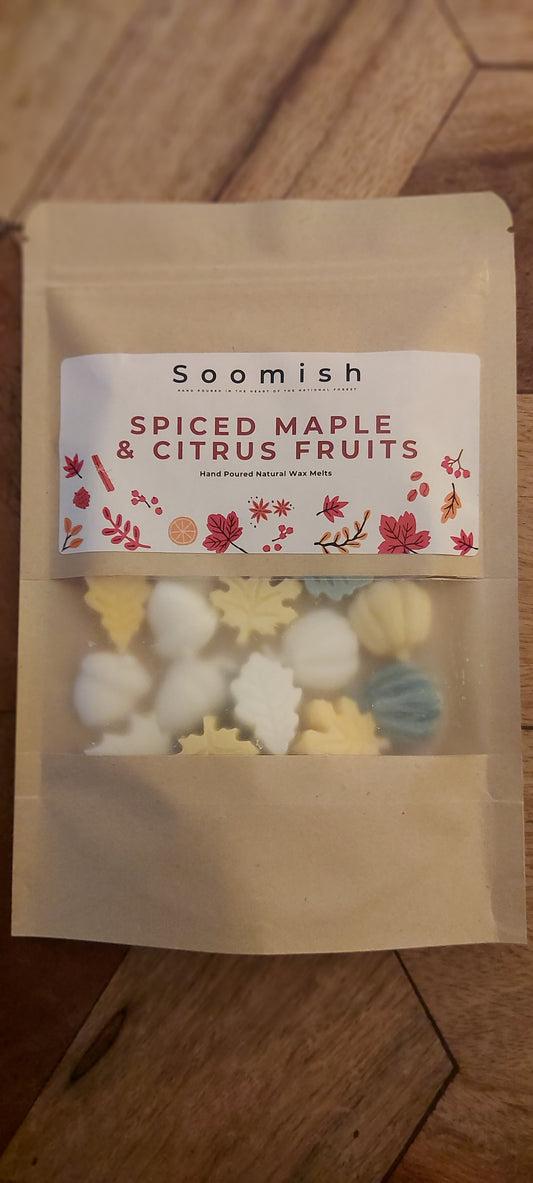 Soomish
HAND POURED IN THE HEART OF THE NATIONAL FOREST
SPICED MAPLE
& CITRUS FRUITS
Hand Poured Natural Wax Melts